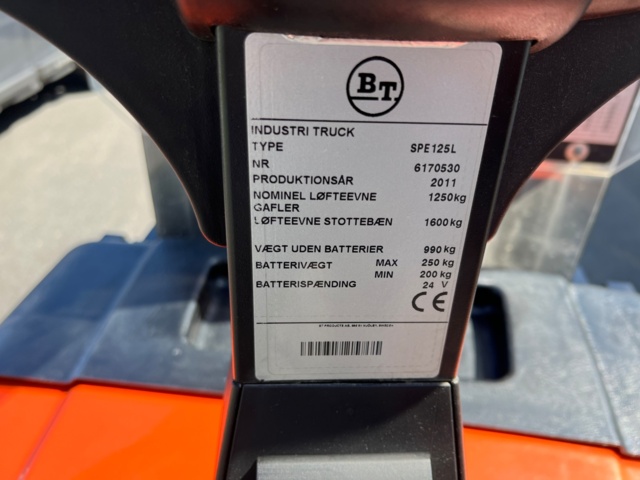 BT
INDUSTRI TRUCK
TYPE SPE125L
NR 6170530
PRODUKTIONSÅR 2011
NOMINEL LØFTEEVNE 1250kg
GAFLER
LØFTEEVNE STOTTEBÆN 1600kg
VÆGT UDEN BATTERIER 990 kg
BATTERIVÆGT MAX 250 kg
MIN 200 kg
BATTERISPÆNDING 24 V
CE